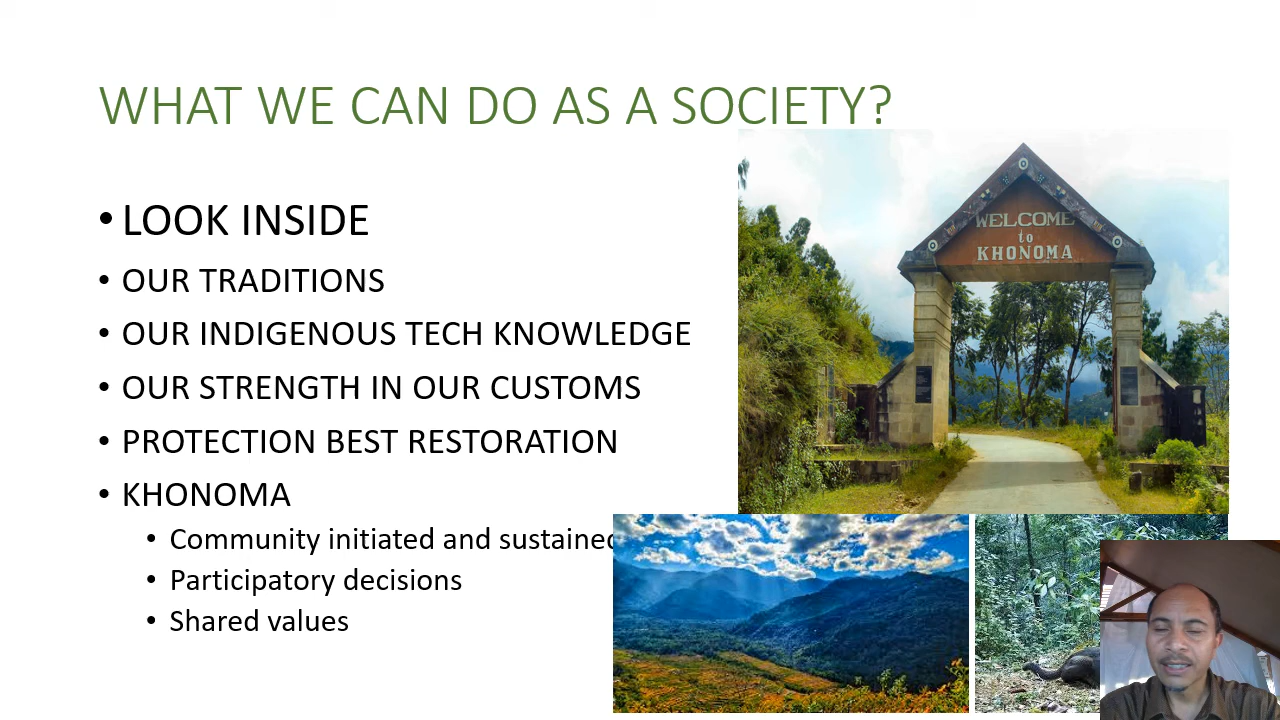 WHAT WE CAN DO AS A SOCIETY?
• LOOK INSIDE
• OUR TRADITIONS
• OUR INDIGENOUS TECH KNOWLEDGE
• OUR STRENGTH IN OUR CUSTOMS
• PROTECTION BEST RESTORATION
• KHONOMA
• Community initiated and sustained
• Participatory decisions
• Shared values
WELCOME
to
KHONOMA